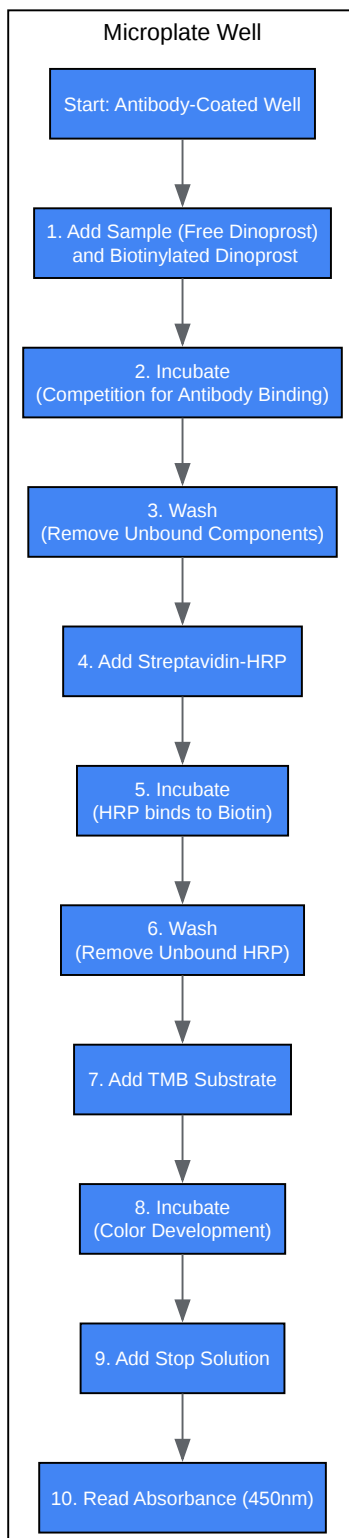 Microplate Well
Start: Antibody-Coated Well
1. Add Sample (Free Dinoprost)
and Biotinylated Dinoprost
2. Incubate
(Competition for Antibody Binding)
3. Wash
(Remove Unbound Components)
4. Add Streptavidin-HRP
5. Incubate
(HRP binds to Biotin)
6. Wash
(Remove Unbound HRP)
7. Add TMB Substrate
8. Incubate
(Color Development)
9. Add Stop Solution
10. Read Absorbance (450nm)